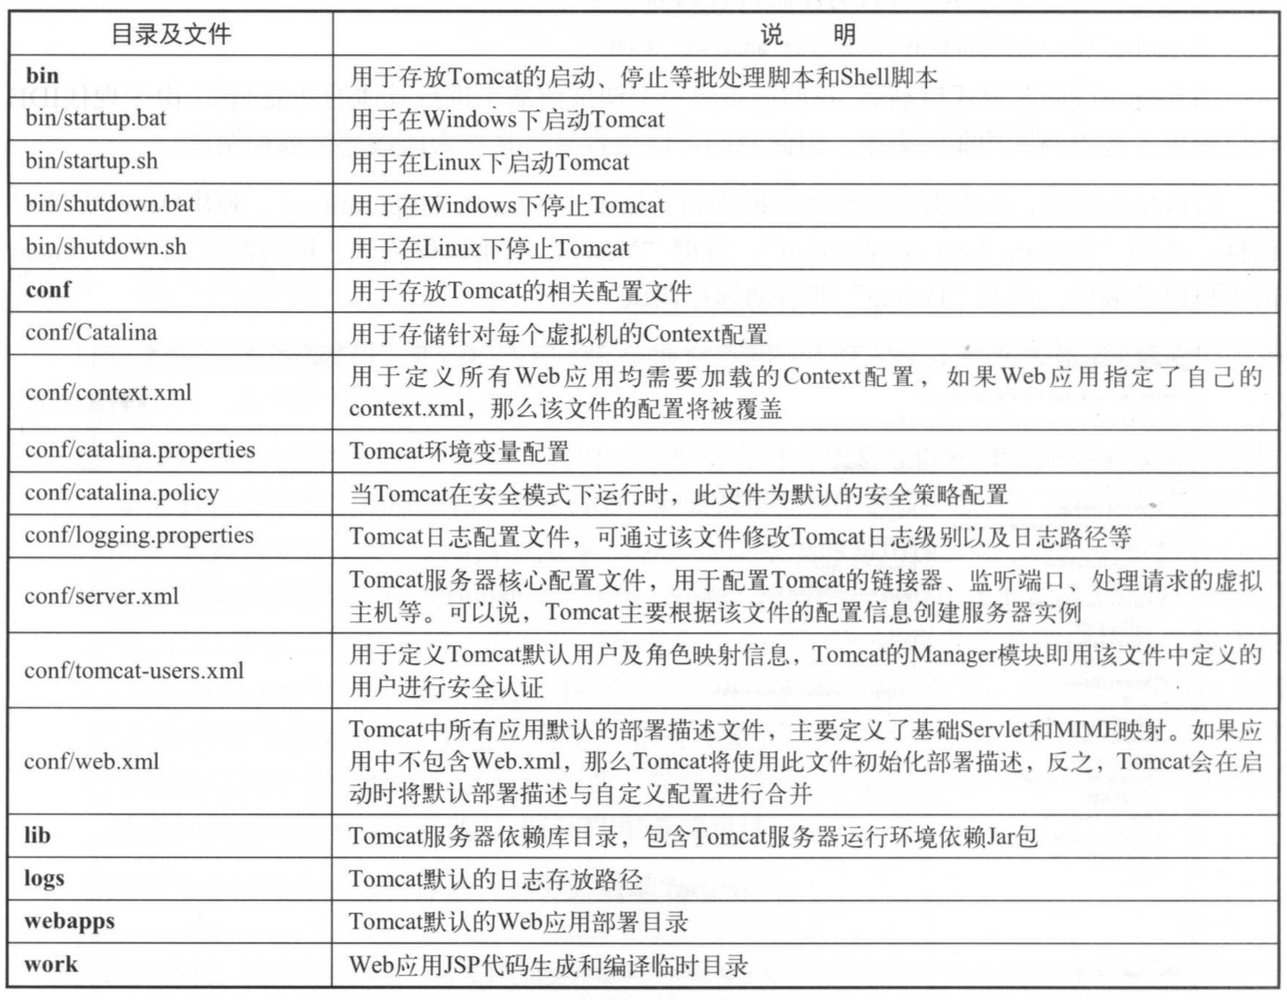 目录及文件 说 明
bin 用于存放Tomcat的启动、停止等批处理脚本和Shell脚本
bin/startup.bat 用于在Windows下启动Tomcat
bin/startup.sh 用于在Linux下启动Tomcat
bin/shutdown.bat 用于在Windows下停止Tomcat
bin/shutdown.sh 用于在Linux下停止Tomcat
conf 用于存放Tomcat的相关配置文件
conf/Catalina 用于存储针对每个虚拟机的Context配置
conf/context.xml 用于定义所有Web应用均需要加载的Context配置，如果Web应用指定了自己的
context.xml，那么该文件的配置将被覆盖
conf/catalina.properties Tomcat环境变量配置
conf/catalina.policy 当Tomcat在安全模式下运行时，此文件为默认的安全策略配置
conf/logging.properties Tomcat日志配置文件，可通过该文件修改Tomcat日志级别以及日志路径等
conf/server.xml Tomcat服务器核心配置文件，用于配置Tomcat的链接器、监听端口、处理请求的虚拟
主机等。可以说，Tomcat主要根据该文件的配置信息创建服务器实例
conf/tomcat-users.xml 用于定义Tomcat默认用户及角色映射信息，Tomcat的Manager模块即用该文件中定义的
用户进行安全认证
conf/web.xml Tomcat中所有应用默认的部署描述文件，主要定义了基础Servlet和MIME映射。如果应
用中不包含Web.xml，那么Tomcat将使用此文件初始化部署描述，反之，Tomcat会在启
动时将默认部署描述与自定义配置进行合并
lib Tomcat服务器依赖库目录，包含Tomcat服务器运行环境依赖Jar包
logs Tomcat默认的日志存放路径
webapps Tomcat默认的Web应用部署目录
work Web应用JSP代码生成和编译临时目录